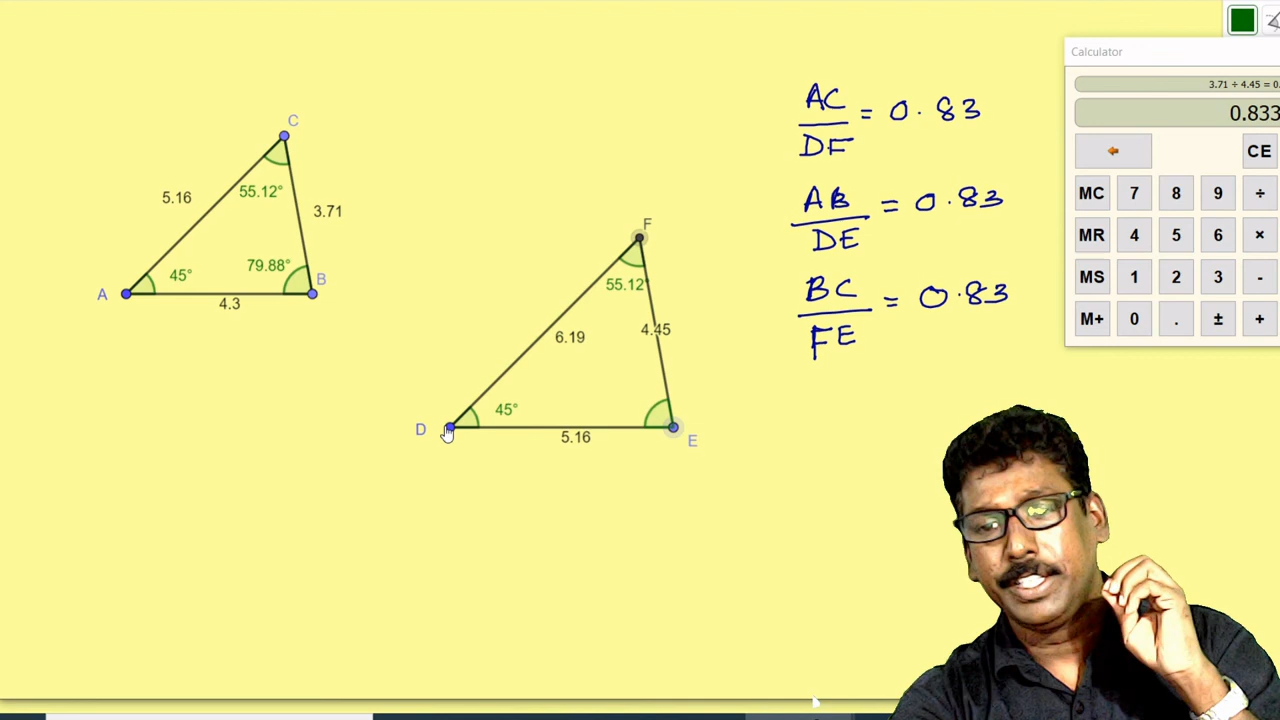 C
5.16
55.12°
3.71
45°
79.88°
A
B
4.3
F
55.12°
6.19
4.45
45°
D
5.16
E
AC
DF
= 0.83
AB
DE
= 0.83
BC
FE
= 0.83
Calculator
3.71 ÷ 4.45 = 0.
0.833
CE
MC 7 8 9 ÷
MR 4 5 6 ×
MS 1 2 3 -
M+ 0 . ± +